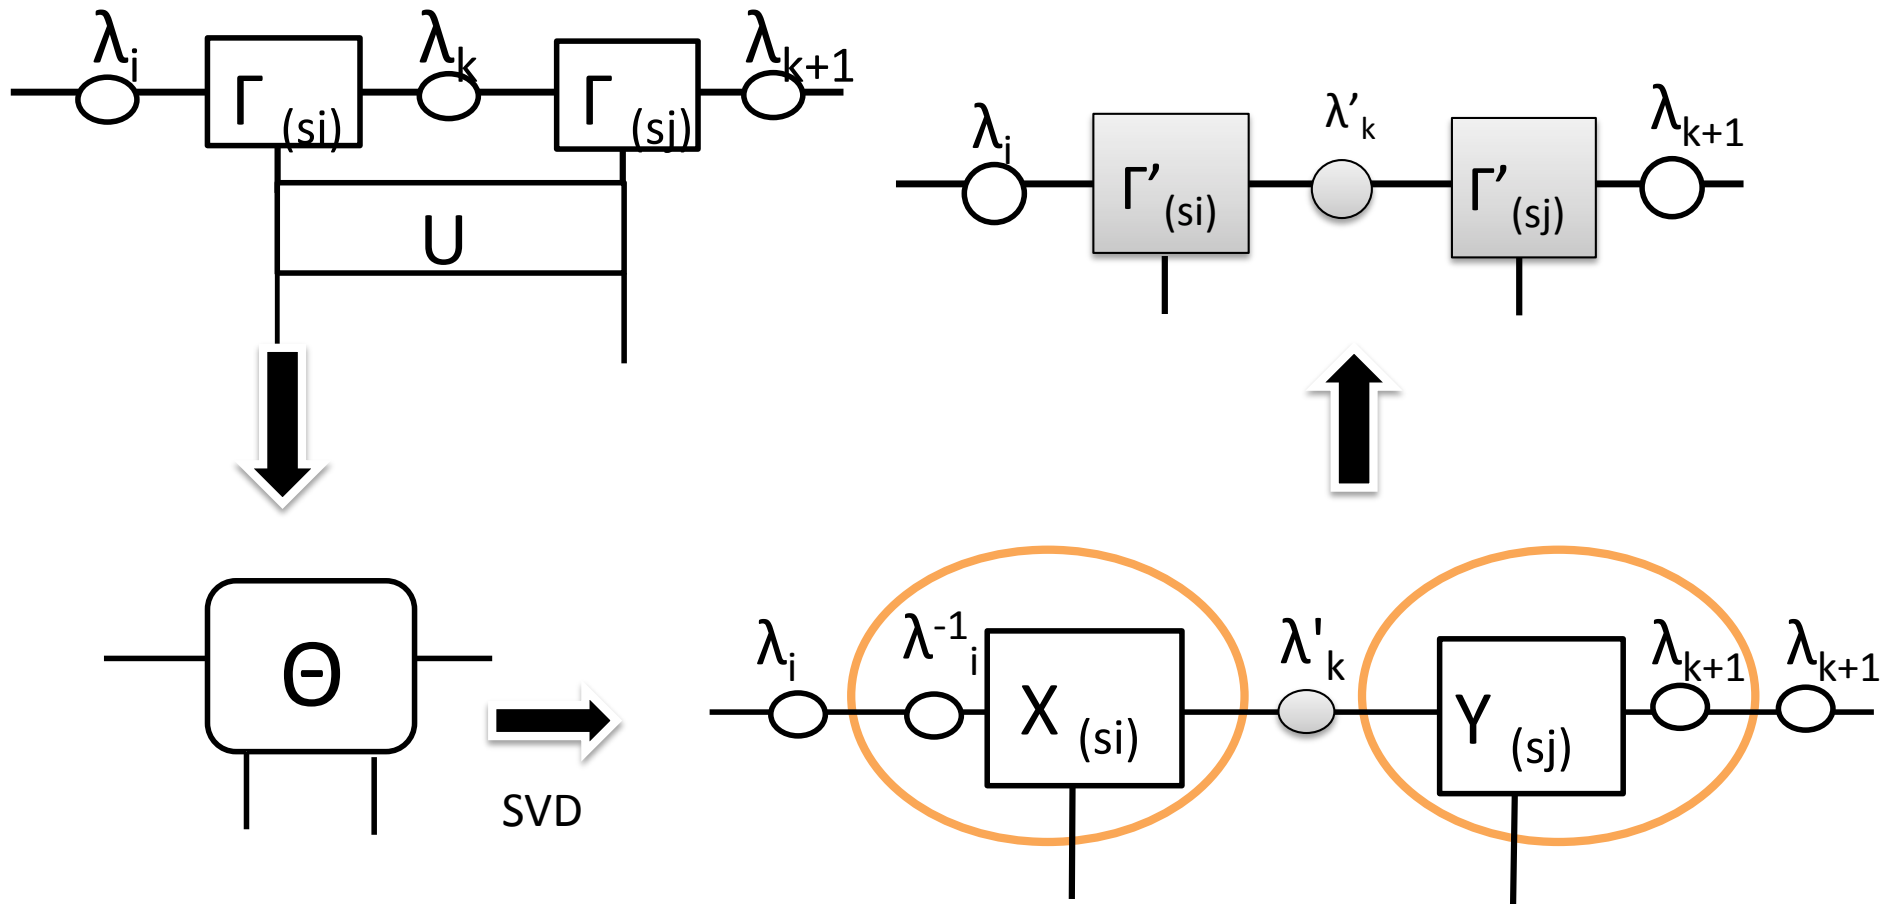 λi λk λk+1
Γ(si) Γ(sj)
U
λi λ’k λk+1
Γ’(si) Γ’(sj)
Θ
SVD
λi λ-1i λ'k λk+1 λk+1
X(si) Y(sj)